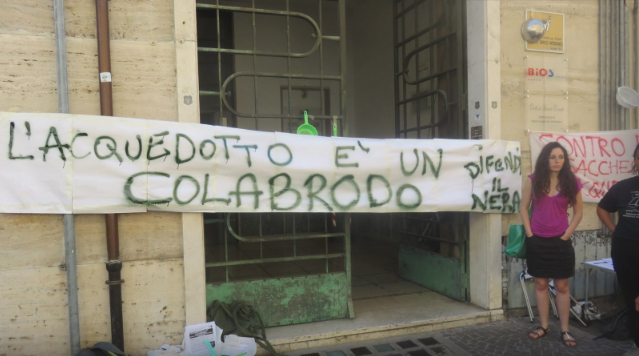 L'ACQUEDOTTO E' UN
COLABRODO
DIFENDI
IL
NERA
BIOS
CONTRO